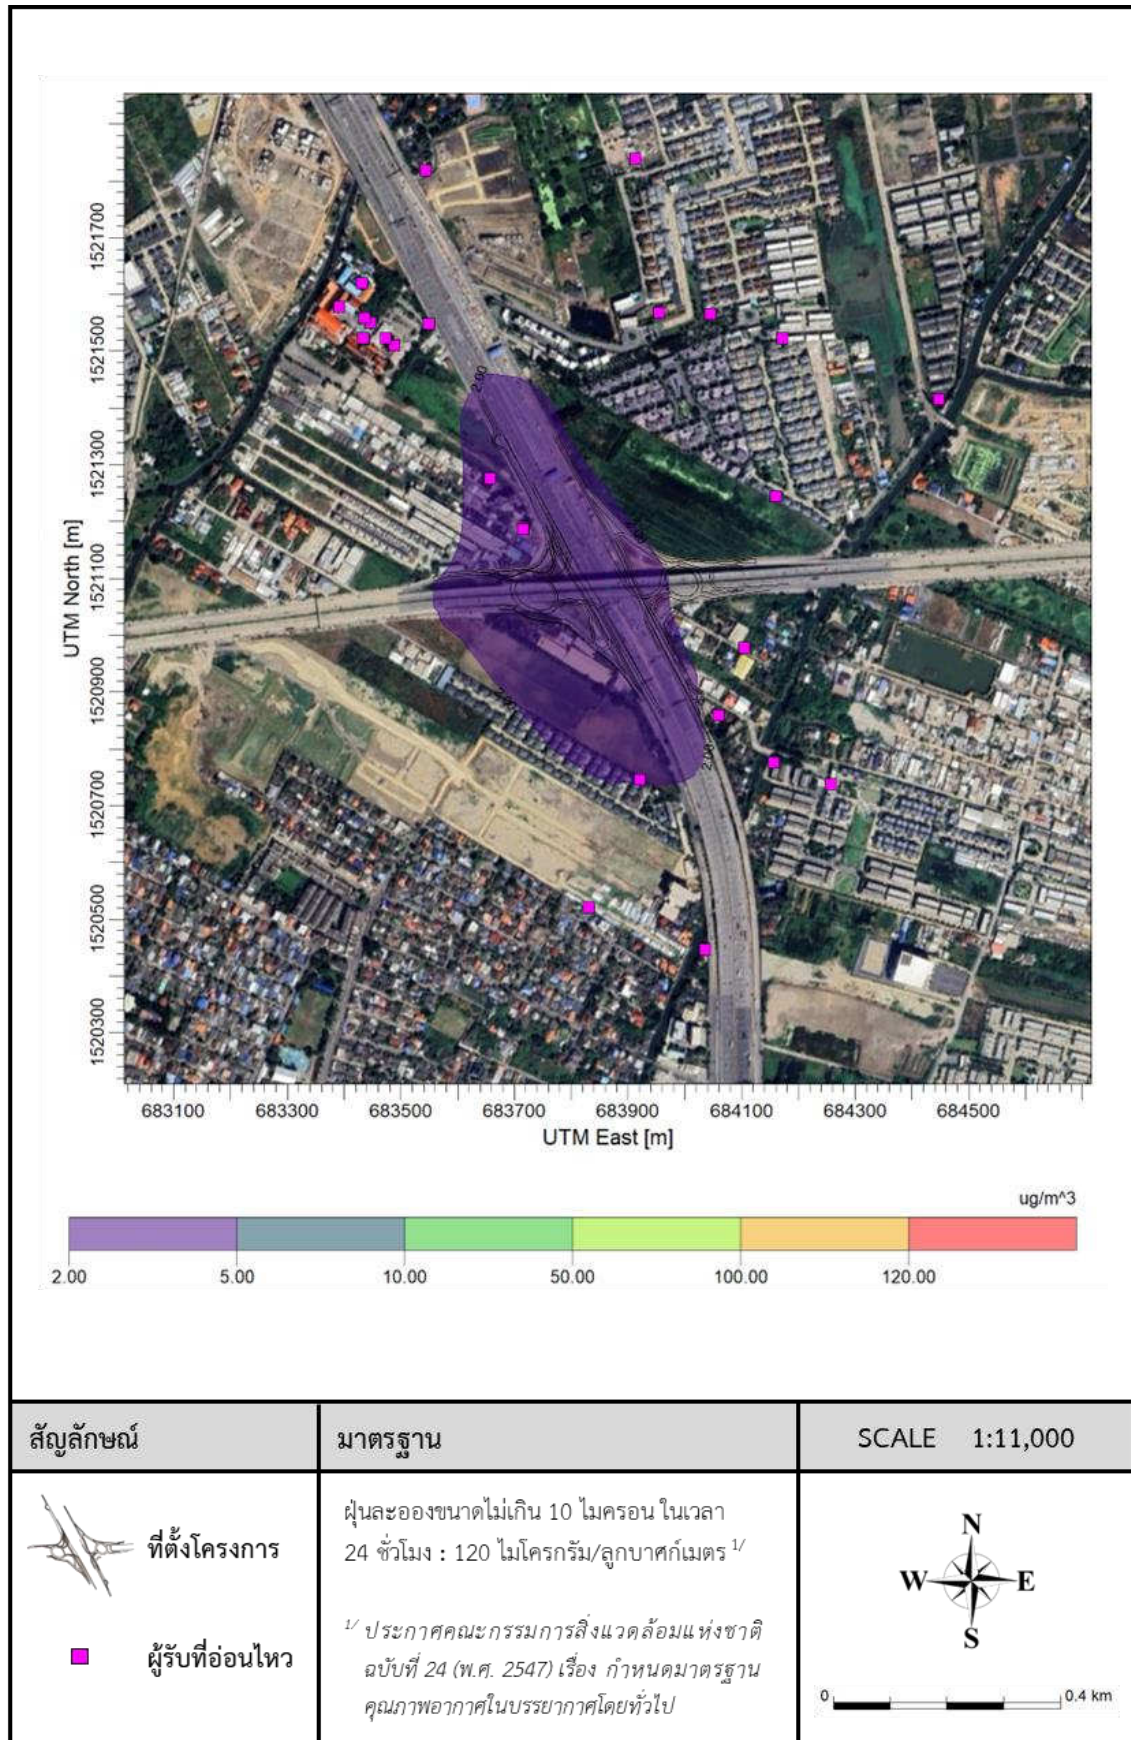 UTM North [m]
1521700
1521500
1521300
1521100
1520900
1520700
1520500
1520300
2.00
2.00
683100 683300 683500 683700 683900 684100 684300 684500
UTM East [m]
ug/m^3
2.00 5.00 10.00 50.00 100.00 120.00
สัญลักษณ์
ที่ตั้งโครงการ
ผู้รับที่อ่อนไหว
มาตรฐาน
ฝุ่นละอองขนาดไม่เกิน 10 ไมครอน ในเวลา
24 ชั่วโมง : 120 ไมโครกรัม/ลูกบาศก์เมตร 1/
1/ ประกาศคณะกรรมการสิ่งแวดล้อมแห่งชาติ
ฉบับที่ 24 (พ.ศ. 2547) เรื่อง กำหนดมาตรฐาน
คุณภาพอากาศในบรรยากาศโดยทั่วไป
SCALE 1:11,000
N
W E
S
0 0.4 km